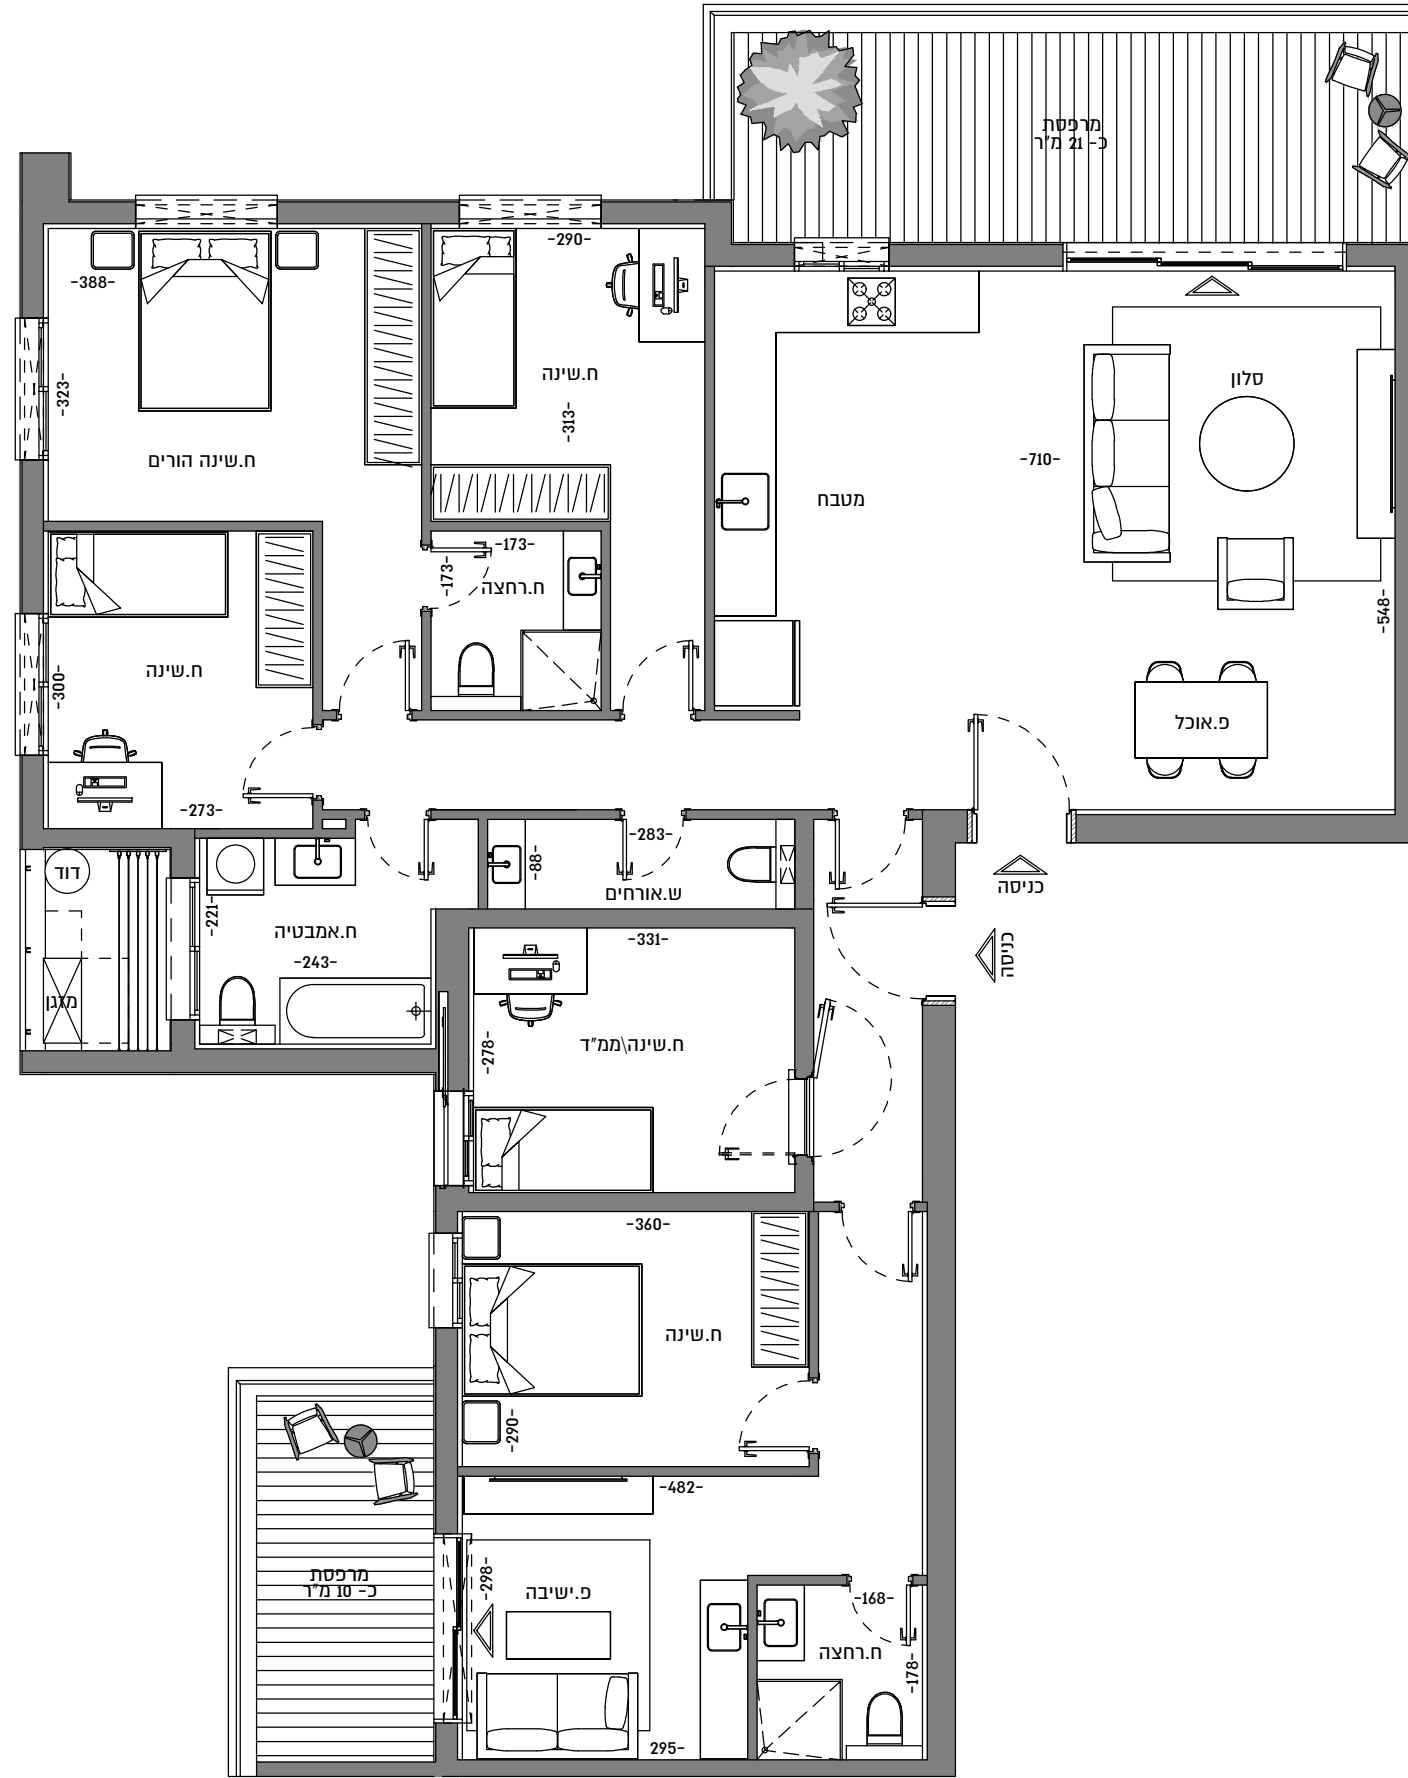 מרפסת
כ- 21 מ"ר
-290-
-388-
ח.שינה
סלון
-323-
-313-
ח.שינה הורים
-710-
מטבח
-173-
-173-
ח.רחצה
-548-
ח.שינה
-300-
פ.אוכל
-273-
-283-
-88-
דוד
כניסה
ש.אורחים
-221-
ח.אמבטיה
-331-
כניסה
-243-
מזגן
ח.שינה\ממ"ד
-278-
-360-
ח.שינה
-290-
-482-
מרפסת
כ- 10 מ"ר
-298-
פ.ישיבה
-168-
ח.רחצה
-178-
295-